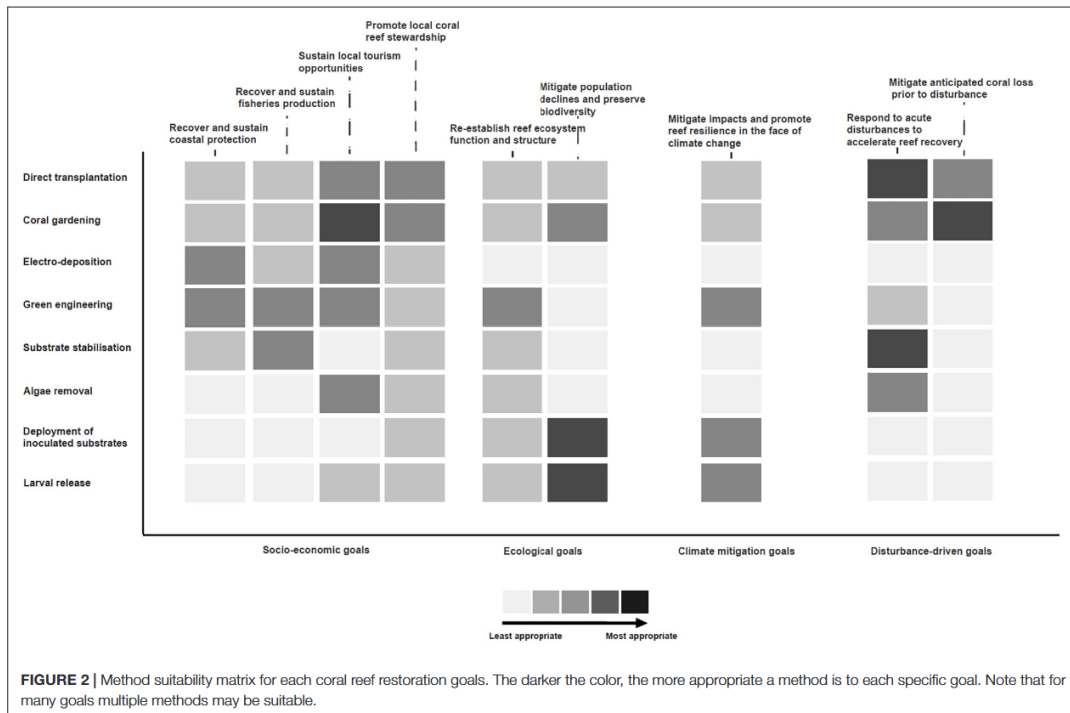 Promote local coral
reef stewardship
Sustain local tourism
opportunities
Recover and sustain
fisheries production
Recover and sustain
coastal protection
Mitigate population
declines and preserve
biodiversity
Re-establish reef ecosystem
function and structure
Mitigate impacts and promote
reef resilience in the face of
climate change
Mitigate anticipated coral loss
prior to disturbance
Respond to acute
disturbances to
accelerate reef recovery
Direct transplantation
Coral gardening
Electro-deposition
Green engineering
Substrate stabilisation
Algae removal
Deployment of
inoculated substrates
Larval release
Socio-economic goals
Ecological goals
Climate mitigation goals
Disturbance-driven goals
Least appropriate
Most appropriate
FIGURE 2 | Method suitability matrix for each coral reef restoration goals. The darker the color, the more appropriate a method is to each specific goal. Note that for
many goals multiple methods may be suitable.